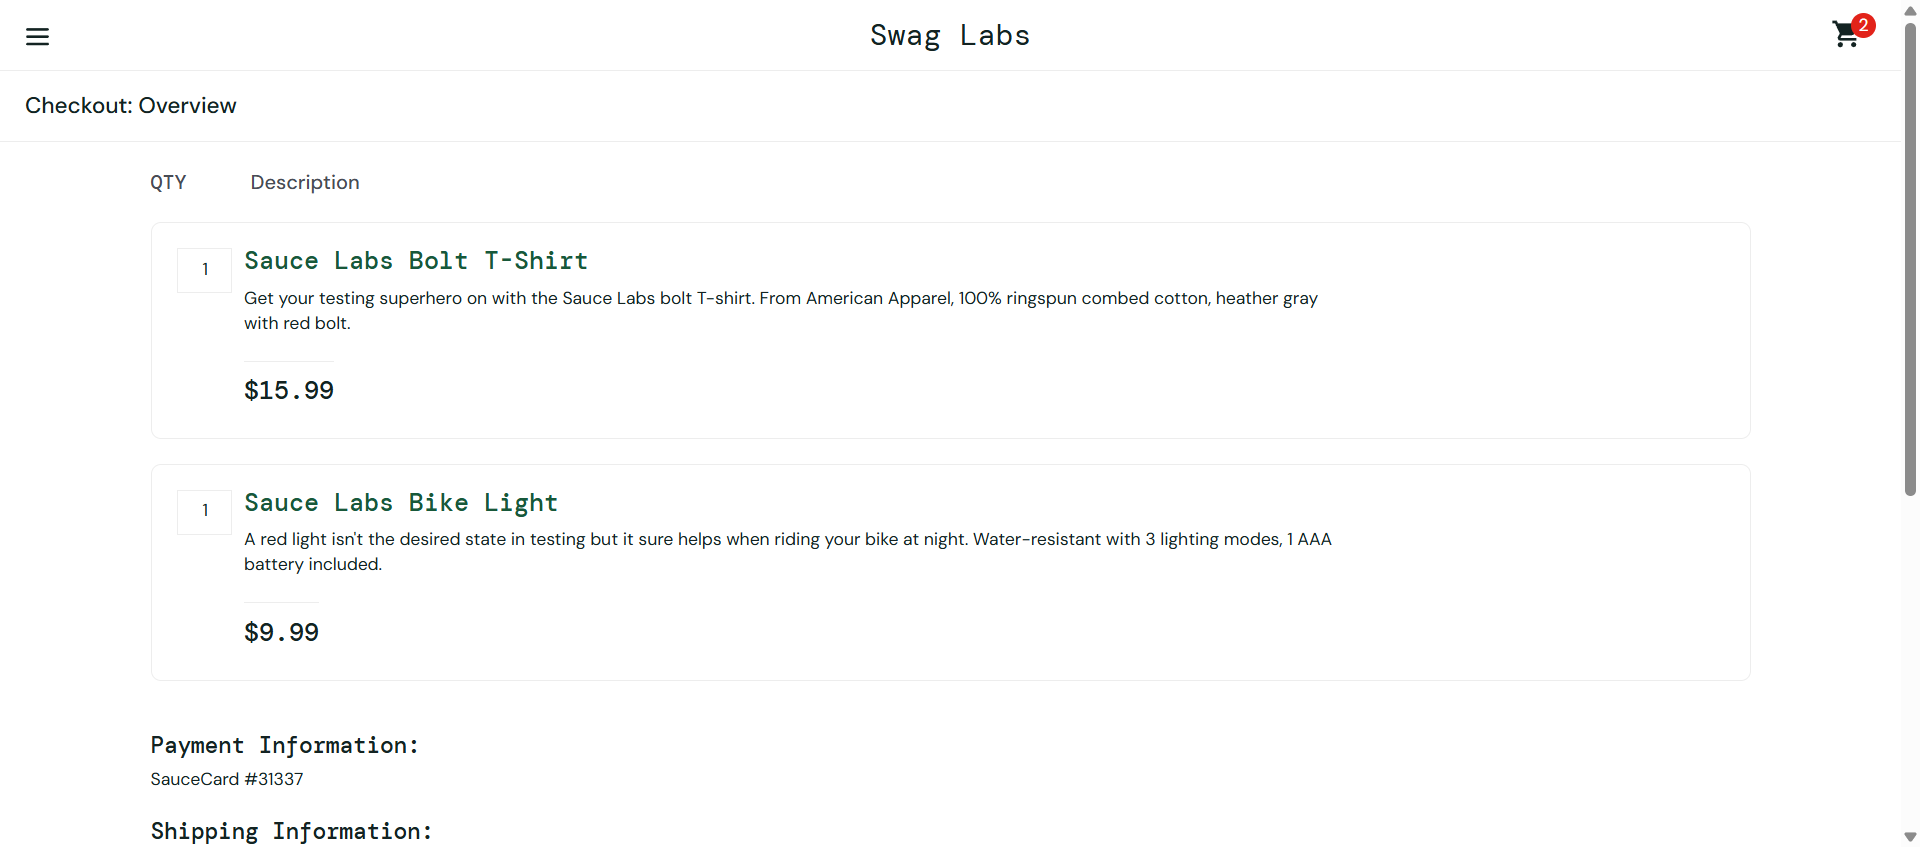 Swag Labs
2
Checkout: Overview
QTY Description
1
Sauce Labs Bolt T-Shirt
Get your testing superhero on with the Sauce Labs bolt T-shirt. From American Apparel, 100% ringspun combed cotton, heather gray
with red bolt.
$15.99
1
Sauce Labs Bike Light
A red light isn't the desired state in testing but it sure helps when riding your bike at night. Water-resistant with 3 lighting modes, 1 AAA
battery included.
$9.99
Payment Information:
SauceCard #31337
Shipping Information: